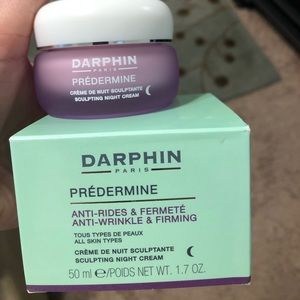 DARPHIN
PARIS
PRÉDERMINE
CRÈME DE NUIT SCULPTANTE
SCULPTING NIGHT CREAM
DARPHIN
PARIS
PRÉDERMINE
ANTI-RIDES & FERMETÉ
ANTI-WRINKLE & FIRMING
TOUS TYPES DE PEAUX
ALL SKIN TYPES
CRÈME DE NUIT SCULPTANTE
SCULPTING NIGHT CREAM
50 ml ℮/POIDS NET WT. 1.7 OZ.